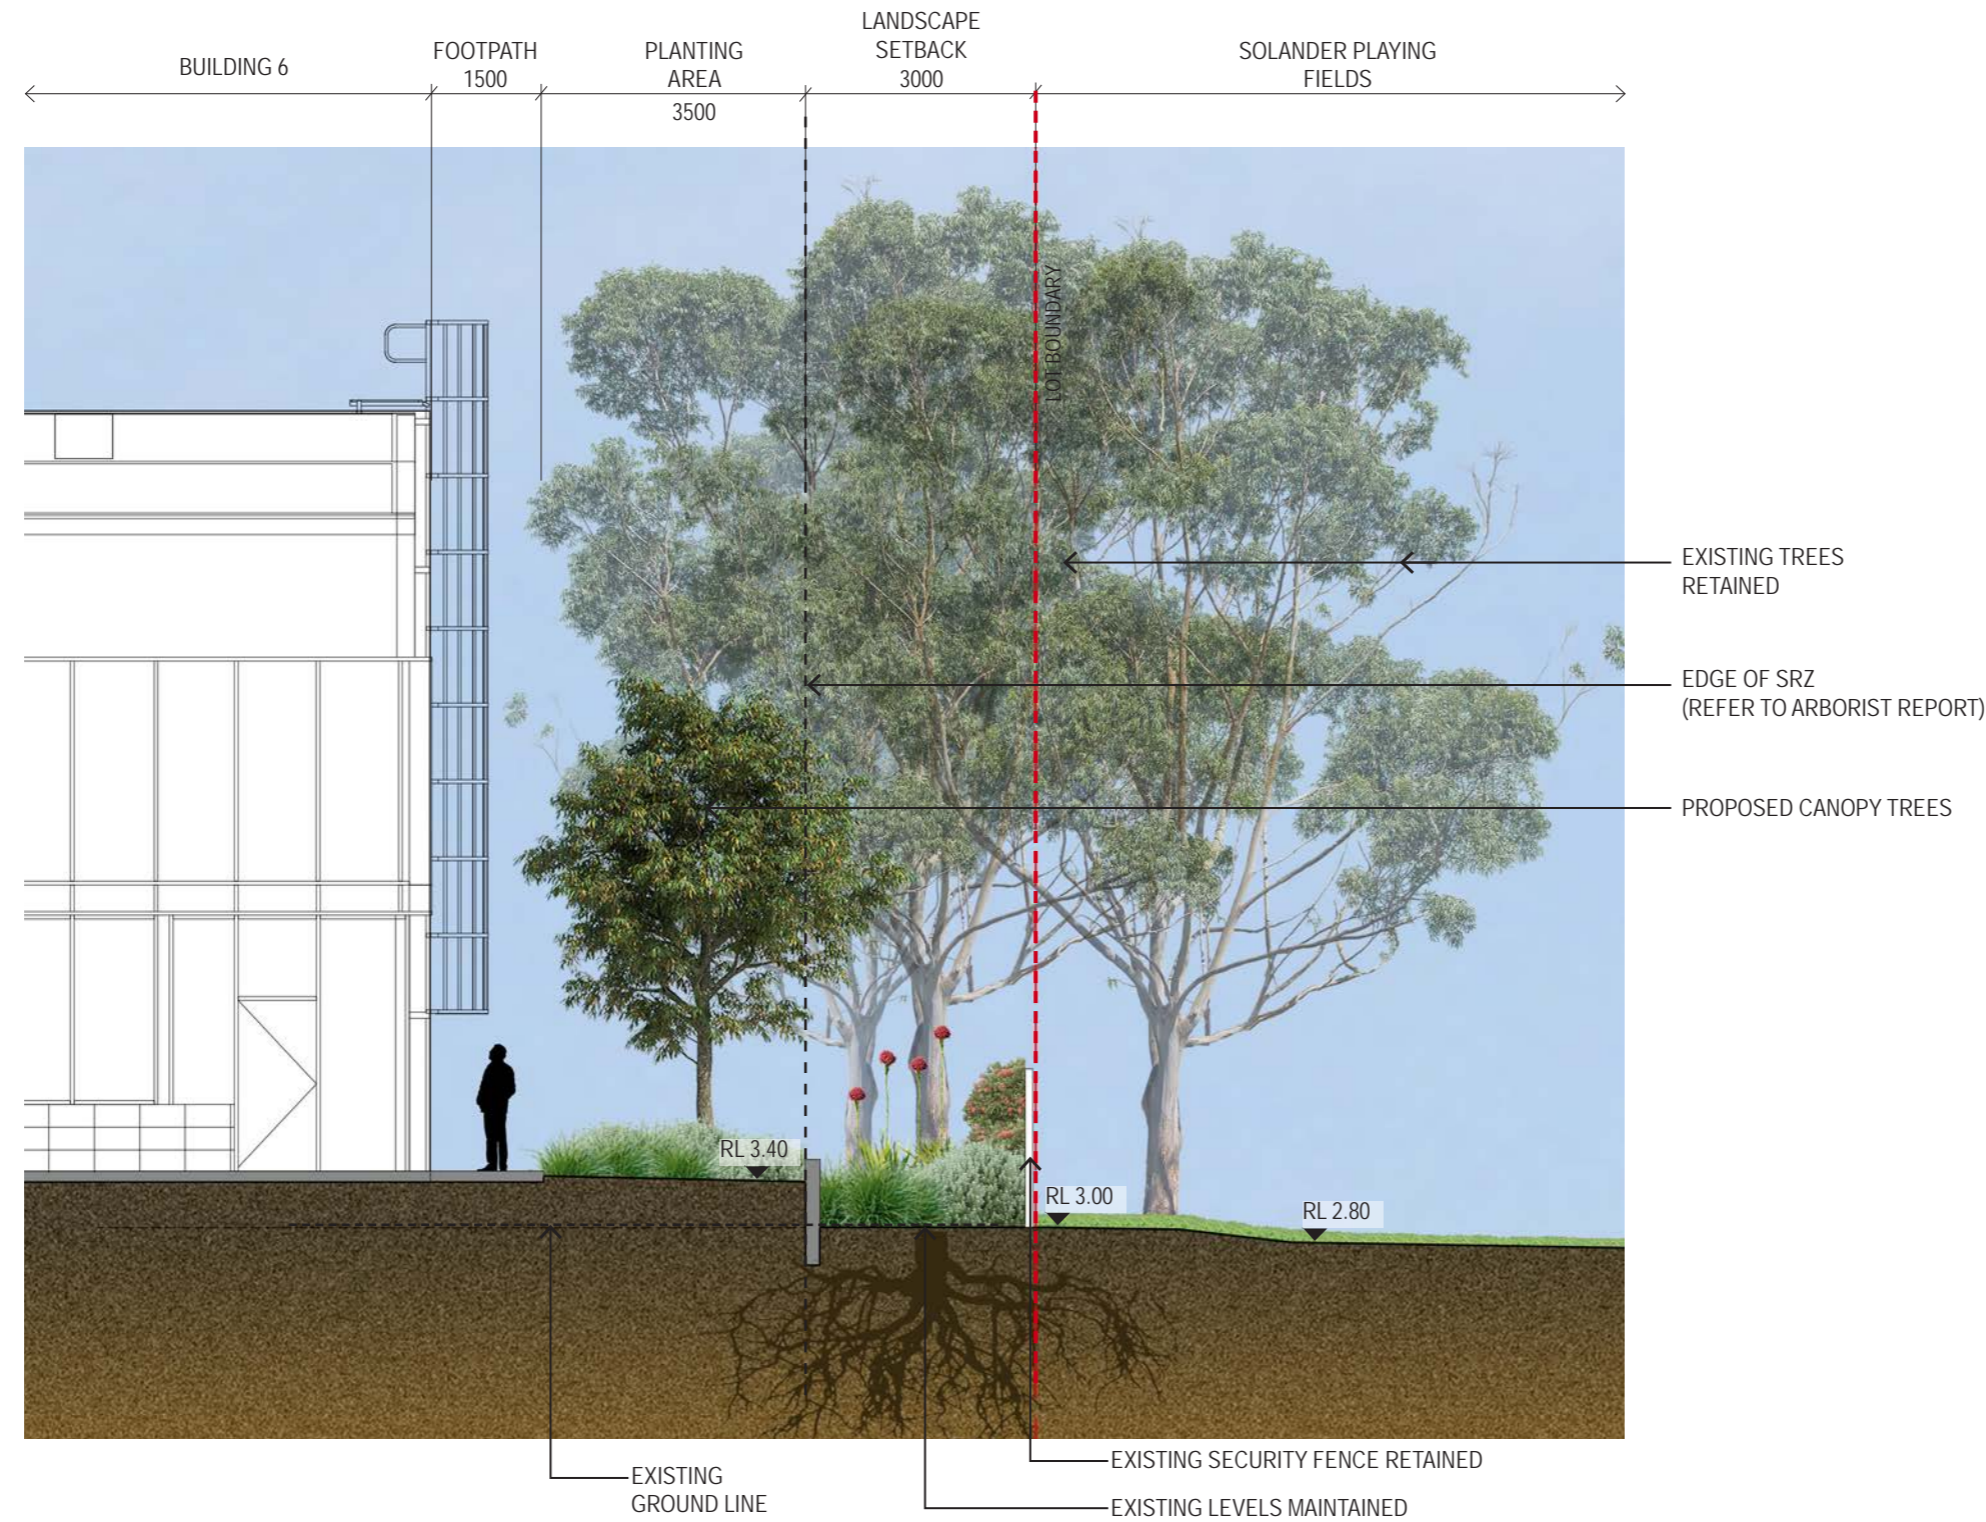 BUILDING 6
FOOTPATH
1500
PLANTING
AREA
3500
LANDSCAPE
SETBACK
3000
SOLANDER PLAYING
FIELDS
LOT BOUNDARY
EXISTING TREES
RETAINED
EDGE OF SRZ
(REFER TO ARBORIST REPORT)
PROPOSED CANOPY TREES
RL 3.40
RL 3.00
RL 2.80
EXISTING SECURITY FENCE RETAINED
EXISTING
GROUND LINE
EXISTING LEVELS MAINTAINED